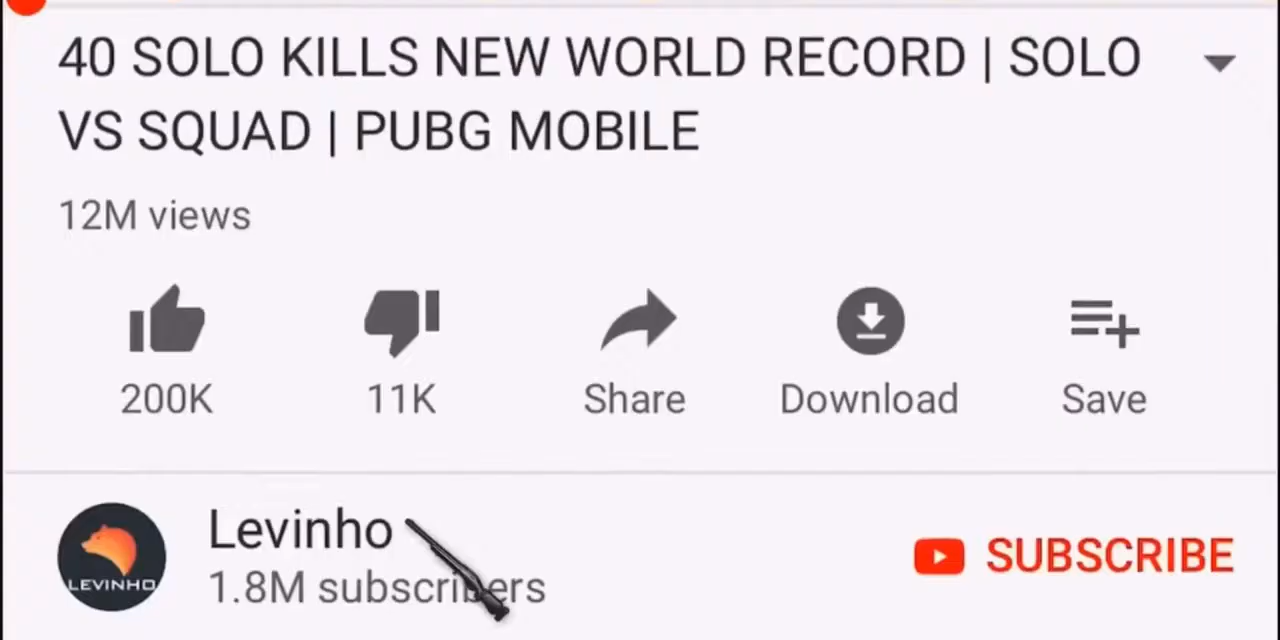 40 SOLO KILLS NEW WORLD RECORD | SOLO
VS SQUAD | PUBG MOBILE
12M views
200K
11K
Share
Download
Save
LEVINHO
Levinho
1.8M subscribers
SUBSCRIBE